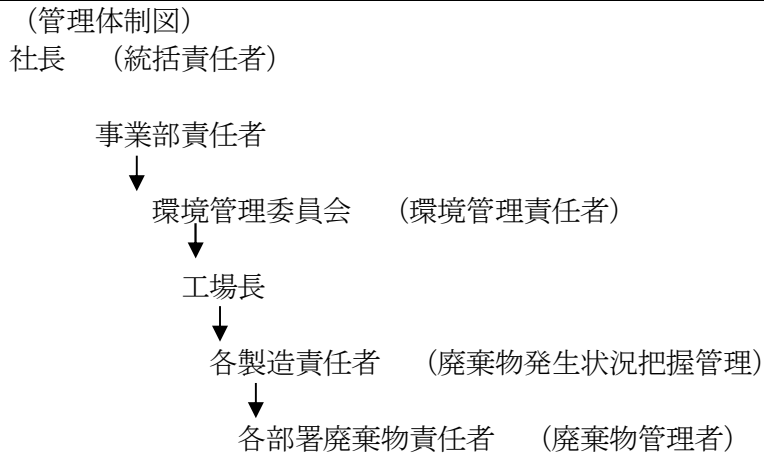 （管理体制図）
社長　（統括責任者）
事業部責任者
環境管理委員会　（環境管理責任者）
工場長
各製造責任者　（廃棄物発生状況把握管理）
各部署廃棄物責任者　（廃棄物管理者）